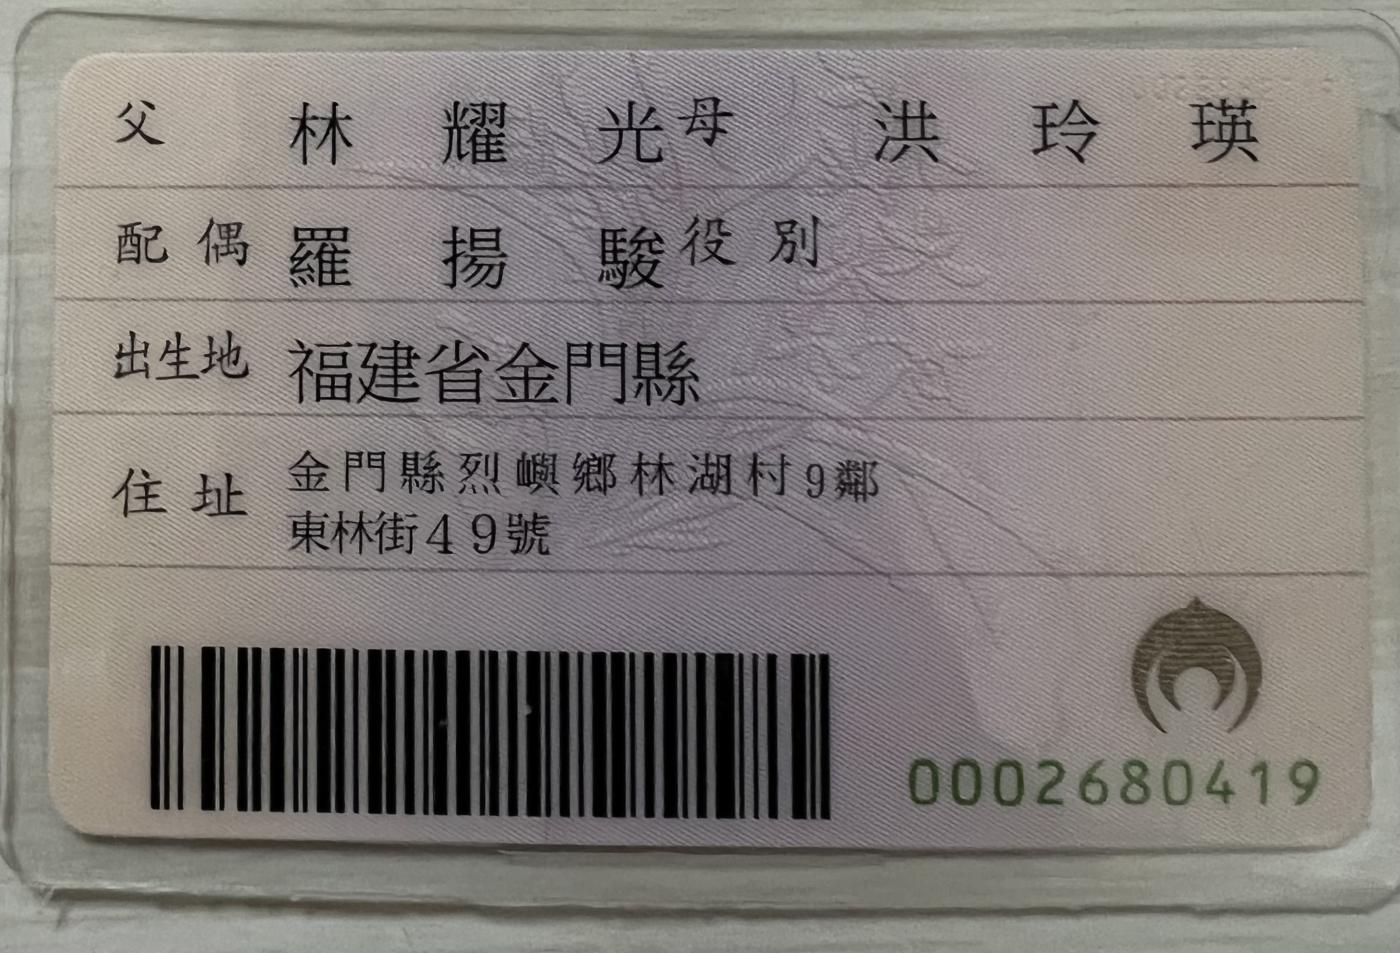 父 林耀光 母 洪玲瑛
配偶 羅揚駿 役別
出生地 福建省金門縣
住址 金門縣烈嶼鄉林湖村9鄰
東林街49號
0002680419